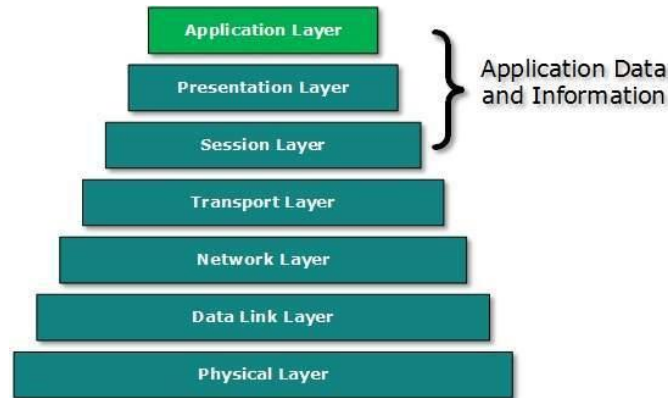 Application Layer
Presentation Layer
Session Layer
Transport Layer
Network Layer
Data Link Layer
Physical Layer
Application Data
and Information